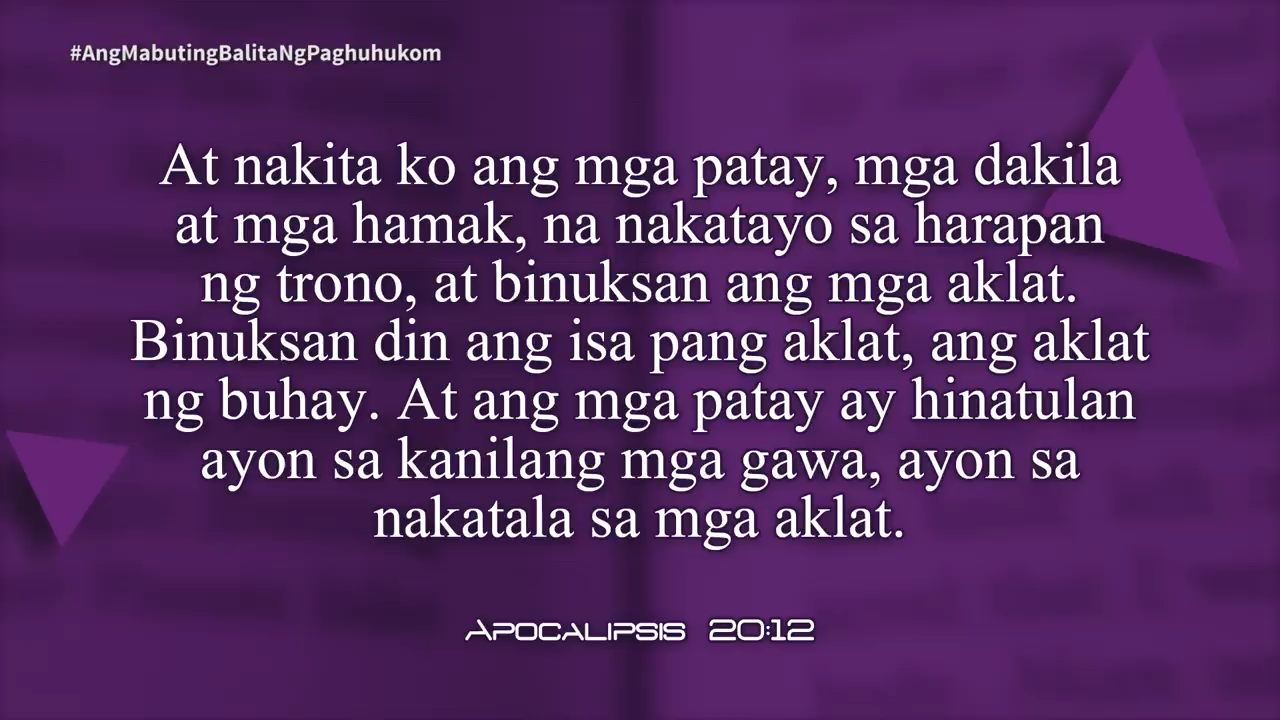 #AngMabutingBalitaNgPaghuhukom
At nakita ko ang mga patay, mga dakila
at mga hamak, na nakatayo sa harapan
ng trono, at binuksan ang mga aklat.
Binuksan din ang isa pang aklat, ang aklat
ng buhay. At ang mga patay ay hinatulan
ayon sa kanilang mga gawa, ayon sa
nakatala sa mga aklat.
Apocalipsis 20:12